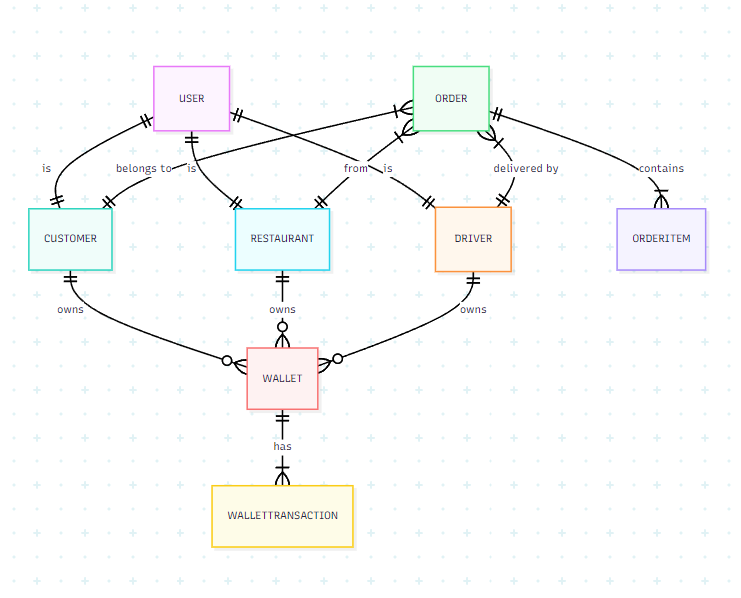 USER
ORDER
is
belongs to
is
from
is
delivered by
contains
CUSTOMER
RESTAURANT
DRIVER
ORDERITEM
owns
owns
owns
WALLET
has
WALLETTRANSACTION